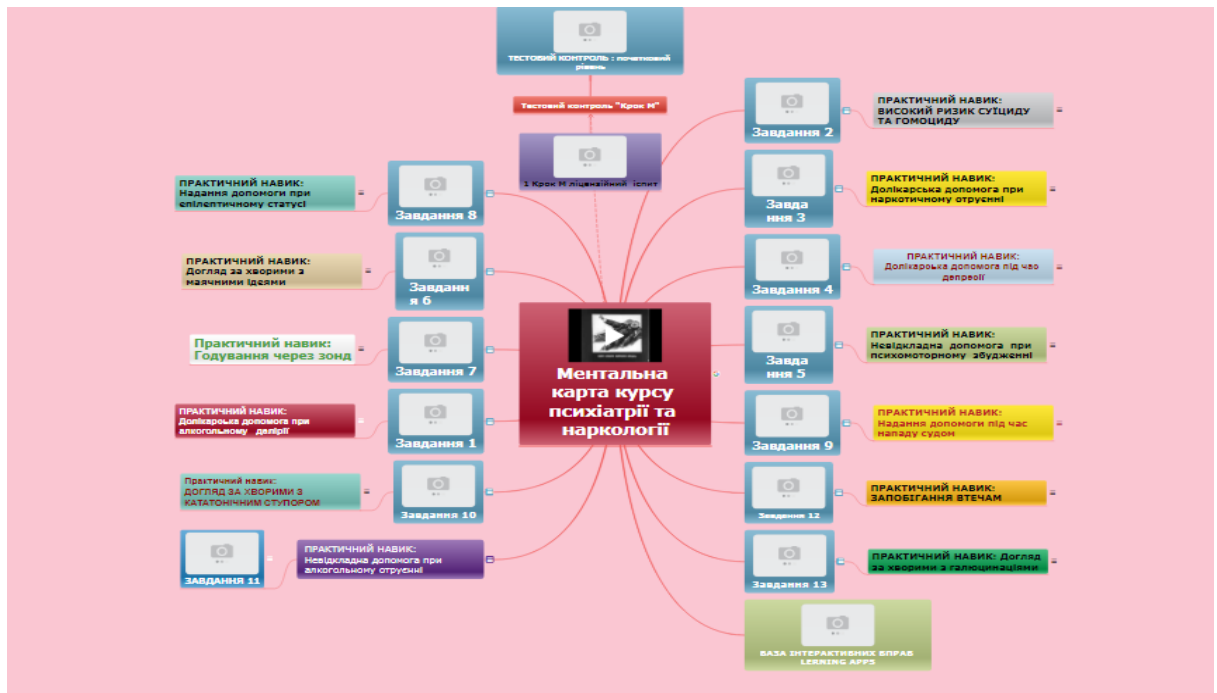 ТЕСТОВИЙ КОНТРОЛЬ : початковий
рівень
Тестовий контроль "Крок М"
1 Крок М ліцензійний іспит
Завдання 2
ПРАКТИЧНИЙ НАВИК:
ВИСОКИЙ РИЗИК СУЇЦИДУ
ТА ГОМОЦИДУ
Завда
ння 3
ПРАКТИЧНИЙ НАВИК:
Долікарська допомога при
наркотичному отруєнні
Завдання 4
ПРАКТИЧНИЙ НАВИК:
Долікарська допомога під час
депресії
Завда
ння 5
ПРАКТИЧНИЙ НАВИК:
Невідкладна допомога при
психомоторному збудженні
Завдання 9
ПРАКТИЧНИЙ НАВИК:
Надання допомоги під час
нападу судом
Завдання 12
ПРАКТИЧНИЙ НАВИК:
ЗАПОБІГАННЯ ВТЕЧАМ
Завдання 13
ПРАКТИЧНИЙ НАВИК: Догляд
за хворими з галюцинаціями
БАЗА ІНТЕРАКТИВНИХ ВПРАВ
LERNING APPS
Ментальна
карта курсу
психіатрії та
наркології
Завдання 8
ПРАКТИЧНИЙ НАВИК:
Надання допомоги при
епілептичному статусі
Завданн
я 6
ПРАКТИЧНИЙ НАВИК:
Догляд за хворими з
маячними ідеями
Завдання 7
Практичний навик:
Годування через зонд
Завдання 1
ПРАКТИЧНИЙ НАВИК:
Долікарська допомога при
алкогольному делірії
Завдання 10
Практичний навик:
ДОГЛЯД ЗА ХВОРИМИ З
КАТАТОНІЧНИМ СТУПОРОМ
ПРАКТИЧНИЙ НАВИК:
Невідкладна допомога при
алкогольному отруєнні
ЗАВДАННЯ 11